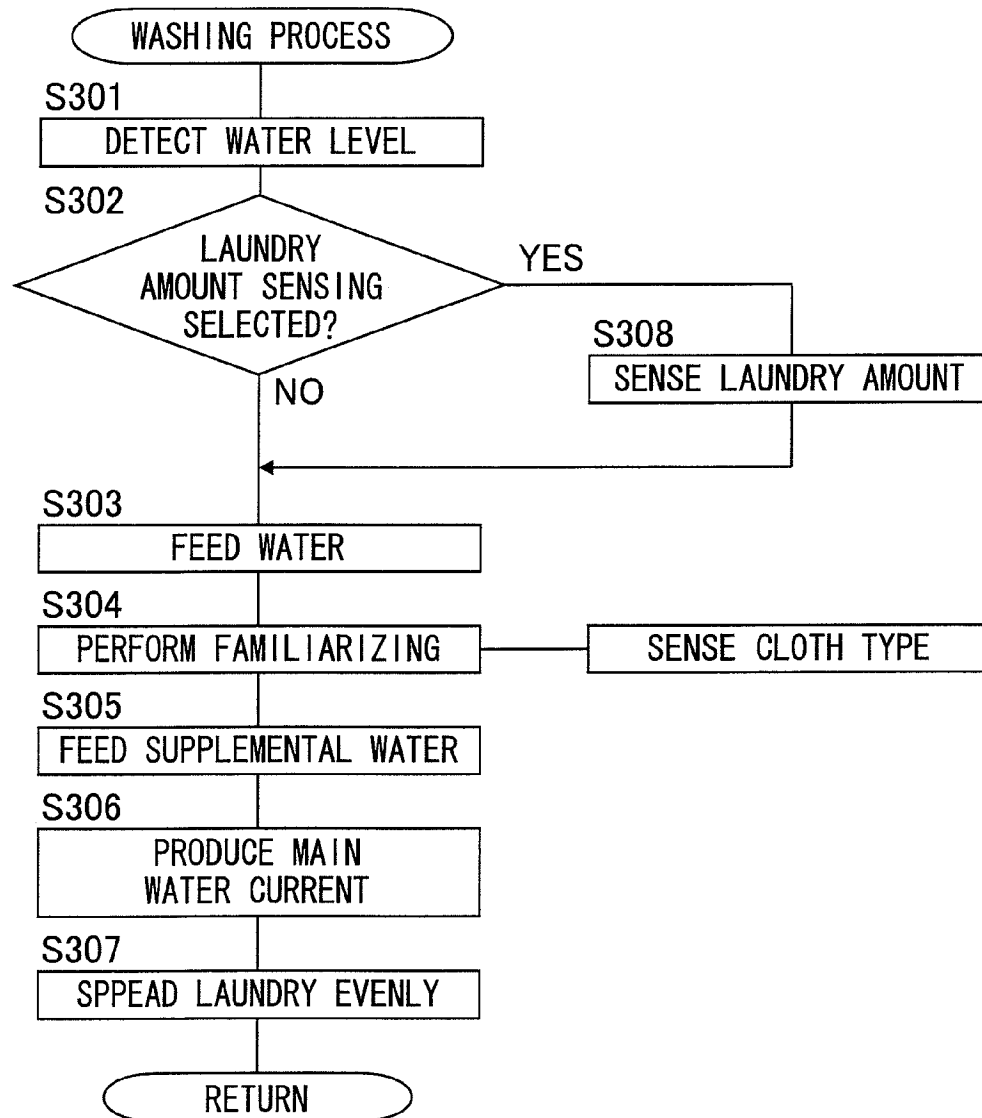 WASHING PROCESS
S301
DETECT WATER LEVEL
S302
LAUNDRY
AMOUNT SENSING
SELECTED?
YES
NO
S308
SENSE LAUNDRY AMOUNT
S303
FEED WATER
S304
PERFORM FAMILIARIZING
SENSE CLOTH TYPE
S305
FEED SUPPLEMENTAL WATER
S306
PRODUCE MAIN
WATER CURRENT
S307
SPPEAD LAUNDRY EVENLY
RETURN